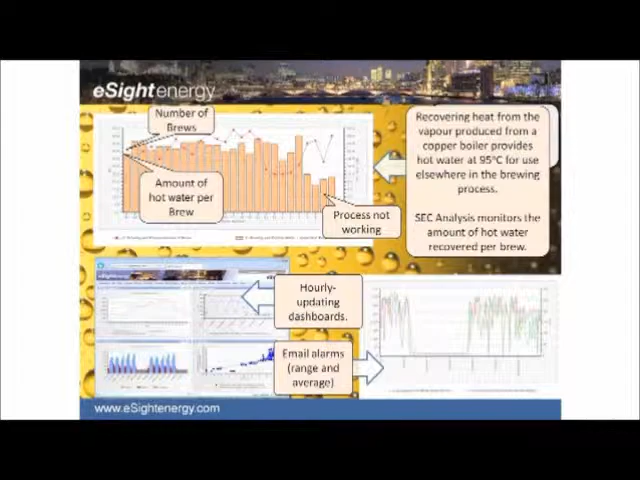 eSightenergy
Number of
Brews
Amount of
hot water per
Brew
Process not
working
Recovering heat from the
vapour produced from a
copper boiler provides
hot water at 95°C for use
elsewhere in the brewing
process.
SEC Analysis monitors the
amount of hot water
recovered per brew.
Hourly-
updating
dashboards.
Email alarms
(range and
average)
www.eSightenergy.com